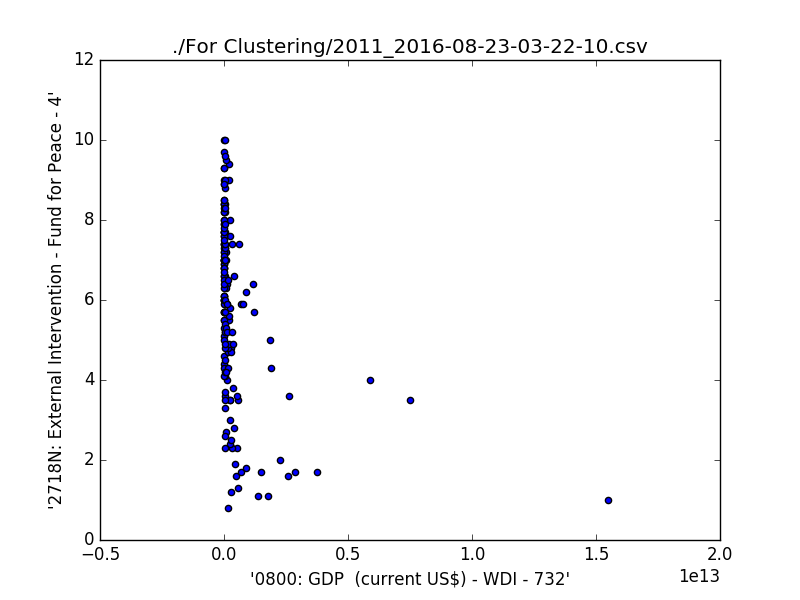 ./For Clustering/2011_2016-08-23-03-22-10.csv
'2718N: External Intervention - Fund for Peace - 4'
12
10
8
6
4
2
0
−0.5 0.0 0.5 1.0 1.5 2.0
1e13
'0800: GDP  (current US$) - WDI - 732'